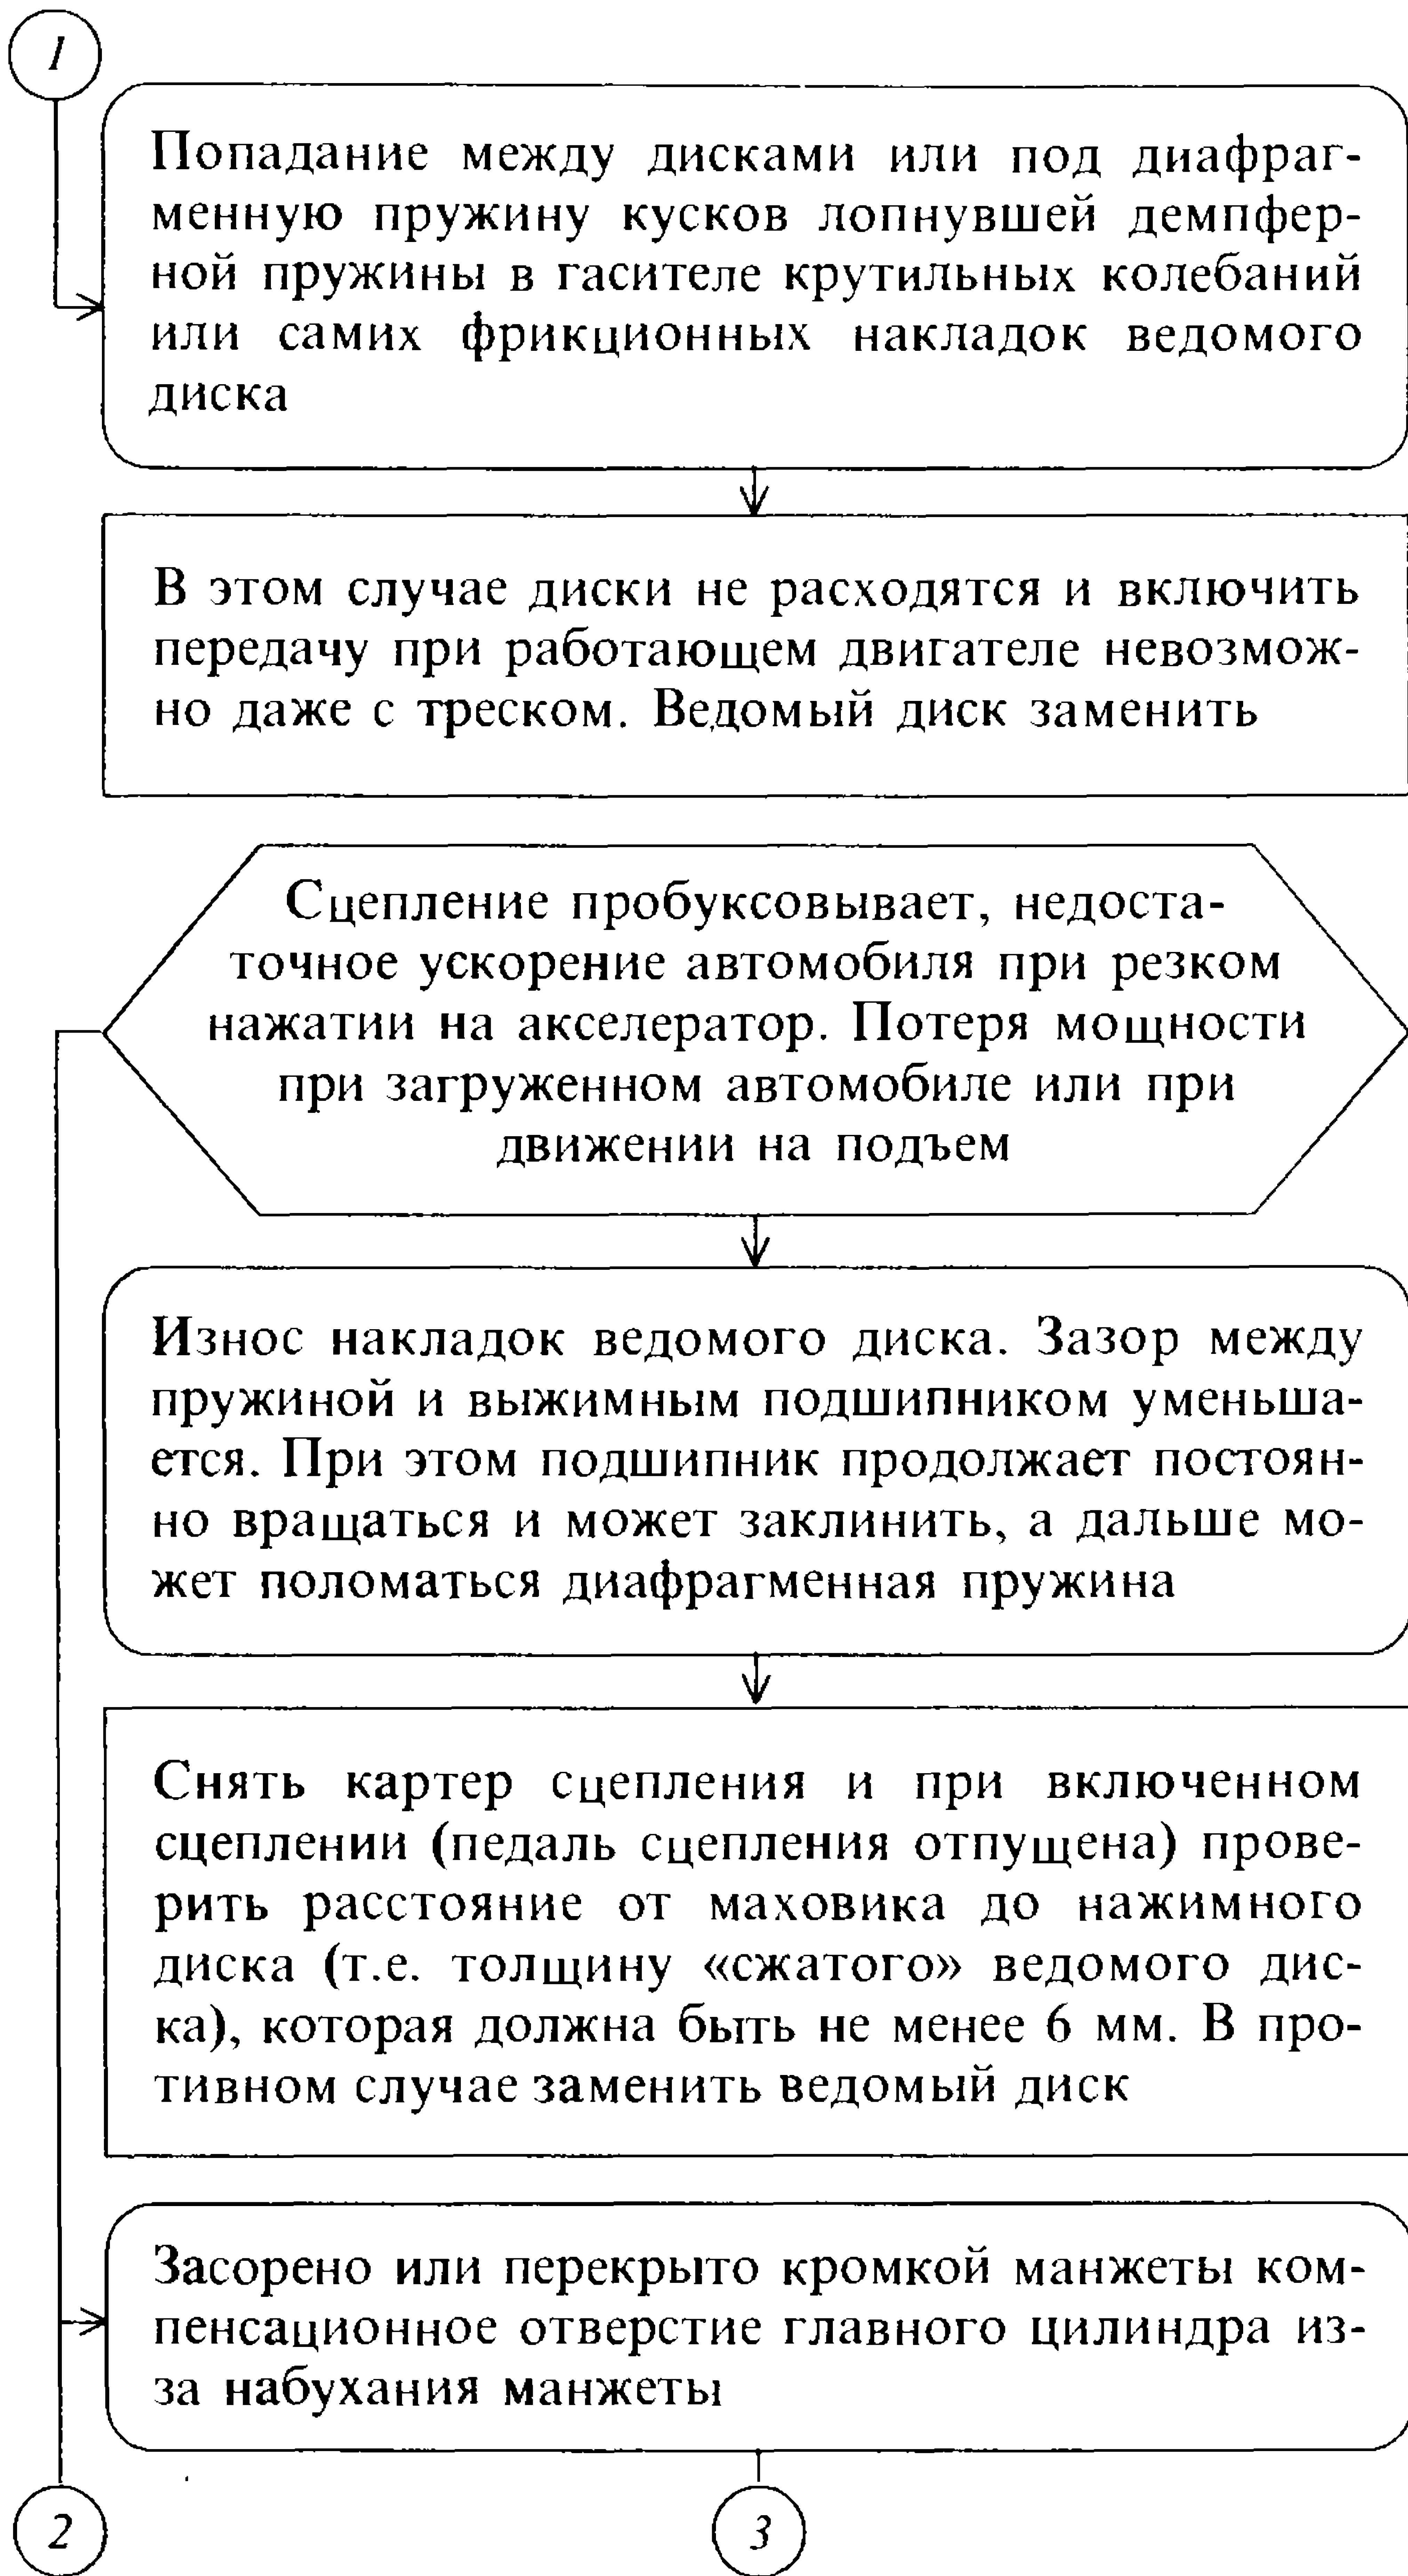 1
Попадание между дисками или под диафраг-
менную пружину кусков лопнувшей демпфер-
ной пружины в гасителе крутильных колебаний
или самих фрикционных накладок ведомого
диска
В этом случае диски не расходятся и включить
передачу при работающем двигателе невозмож-
но даже с треском. Ведомый диск заменить
Сцепление пробуксовывает, недоста-
точное ускорение автомобиля при резком
нажатии на акселератор. Потеря мощности
при загруженном автомобиле или при
движении на подъем
Износ накладок ведомого диска. Зазор между
пружиной и выжимным подшипником уменьша-
ется. При этом подшипник продолжает постоян-
но вращаться и может заклинить, а дальше мо-
жет поломаться диафрагменная пружина
Снять картер сцепления и при включенном
сцеплении (педаль сцепления отпущена) прове-
рить расстояние от маховика до нажимного
диска (т.е. толщину «сжатого» ведомого дис-
ка), которая должна быть не менее 6 мм. В про-
тивном случае заменить ведомый диск
Засорено или перекрыто кромкой манжеты ком-
пенсационное отверстие главного цилиндра из-
за набухания манжеты
2
3